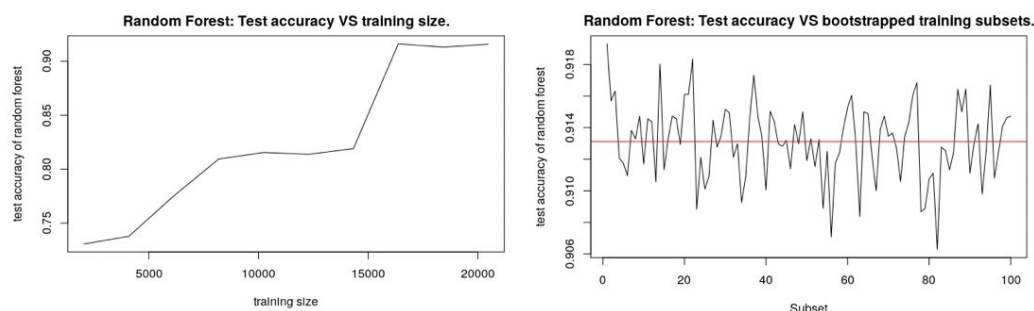 Random Forest: Test accuracy VS training size.
test accuracy of random forest
0.90
0.85
0.80
0.75
5000 10000 15000 20000
training size
Random Forest: Test accuracy VS bootstrapped training subsets.
test accuracy of random forest
0.918
0.914
0.910
0.906
0 20 40 60 80 100
Subset